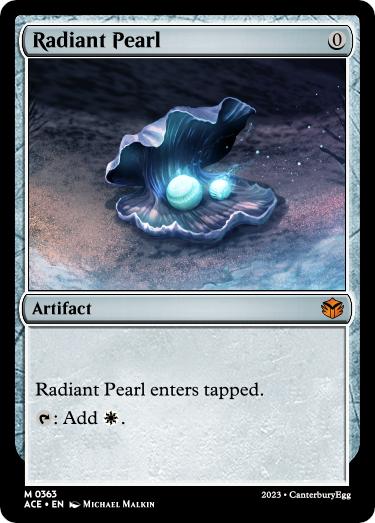 Radiant Pearl 0
Artifact
Radiant Pearl enters tapped.
: Add .
M 0363
ACE • EN Michael Malkin
2023 • CanterburyEgg